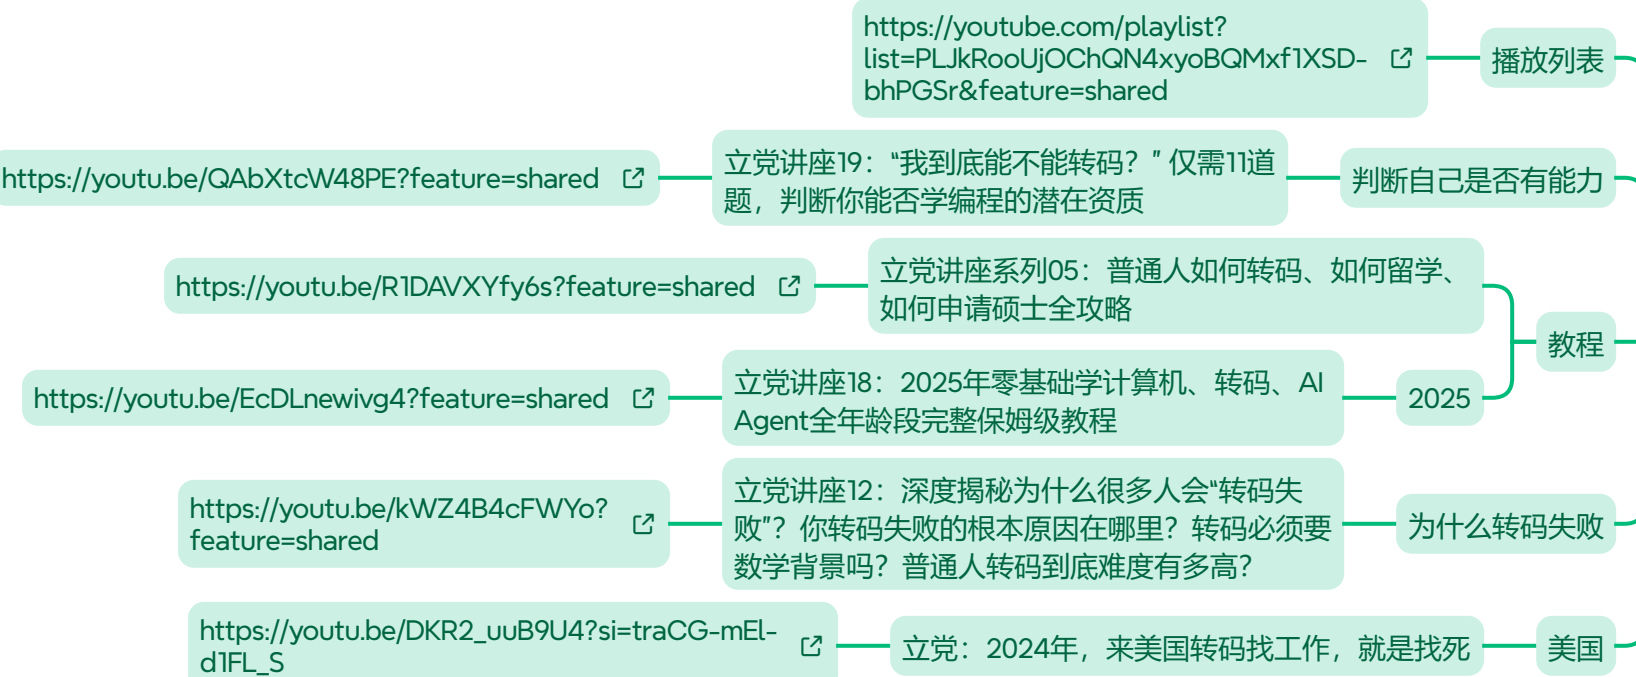 https://youtube.com/playlist?
list=PLJkRooUjOChQN4xyoBQMxf1XSD-
bhPGSr&feature=shared
播放列表
https://youtu.be/QAbXtcW48PE?feature=shared
立党讲座19：“我到底能不能转码？” 仅需11道
题，判断你能否学编程的潜在资质
判断自己是否有能力
https://youtu.be/R1DAVXYfy6s?feature=shared
立党讲座系列05：普通人如何转码、如何留学、
如何申请硕士全攻略
教程
https://youtu.be/EcDLnewivg4?feature=shared
立党讲座18：2025年零基础学计算机、转码、AI
Agent全年龄段完整保姆级教程
2025
https://youtu.be/kWZ4B4cFWYo?
feature=shared
立党讲座12：深度揭秘为什么很多人会“转码失
败”？你转码失败的根本原因在哪里？转码必须要
数学背景吗？普通人转码到底难度有多高？
为什么转码失败
https://youtu.be/DKR2_uuB9U4?si=traCG-mEl-
d1FL_S
立党：2024年，来美国转码找工作，就是找死
美国